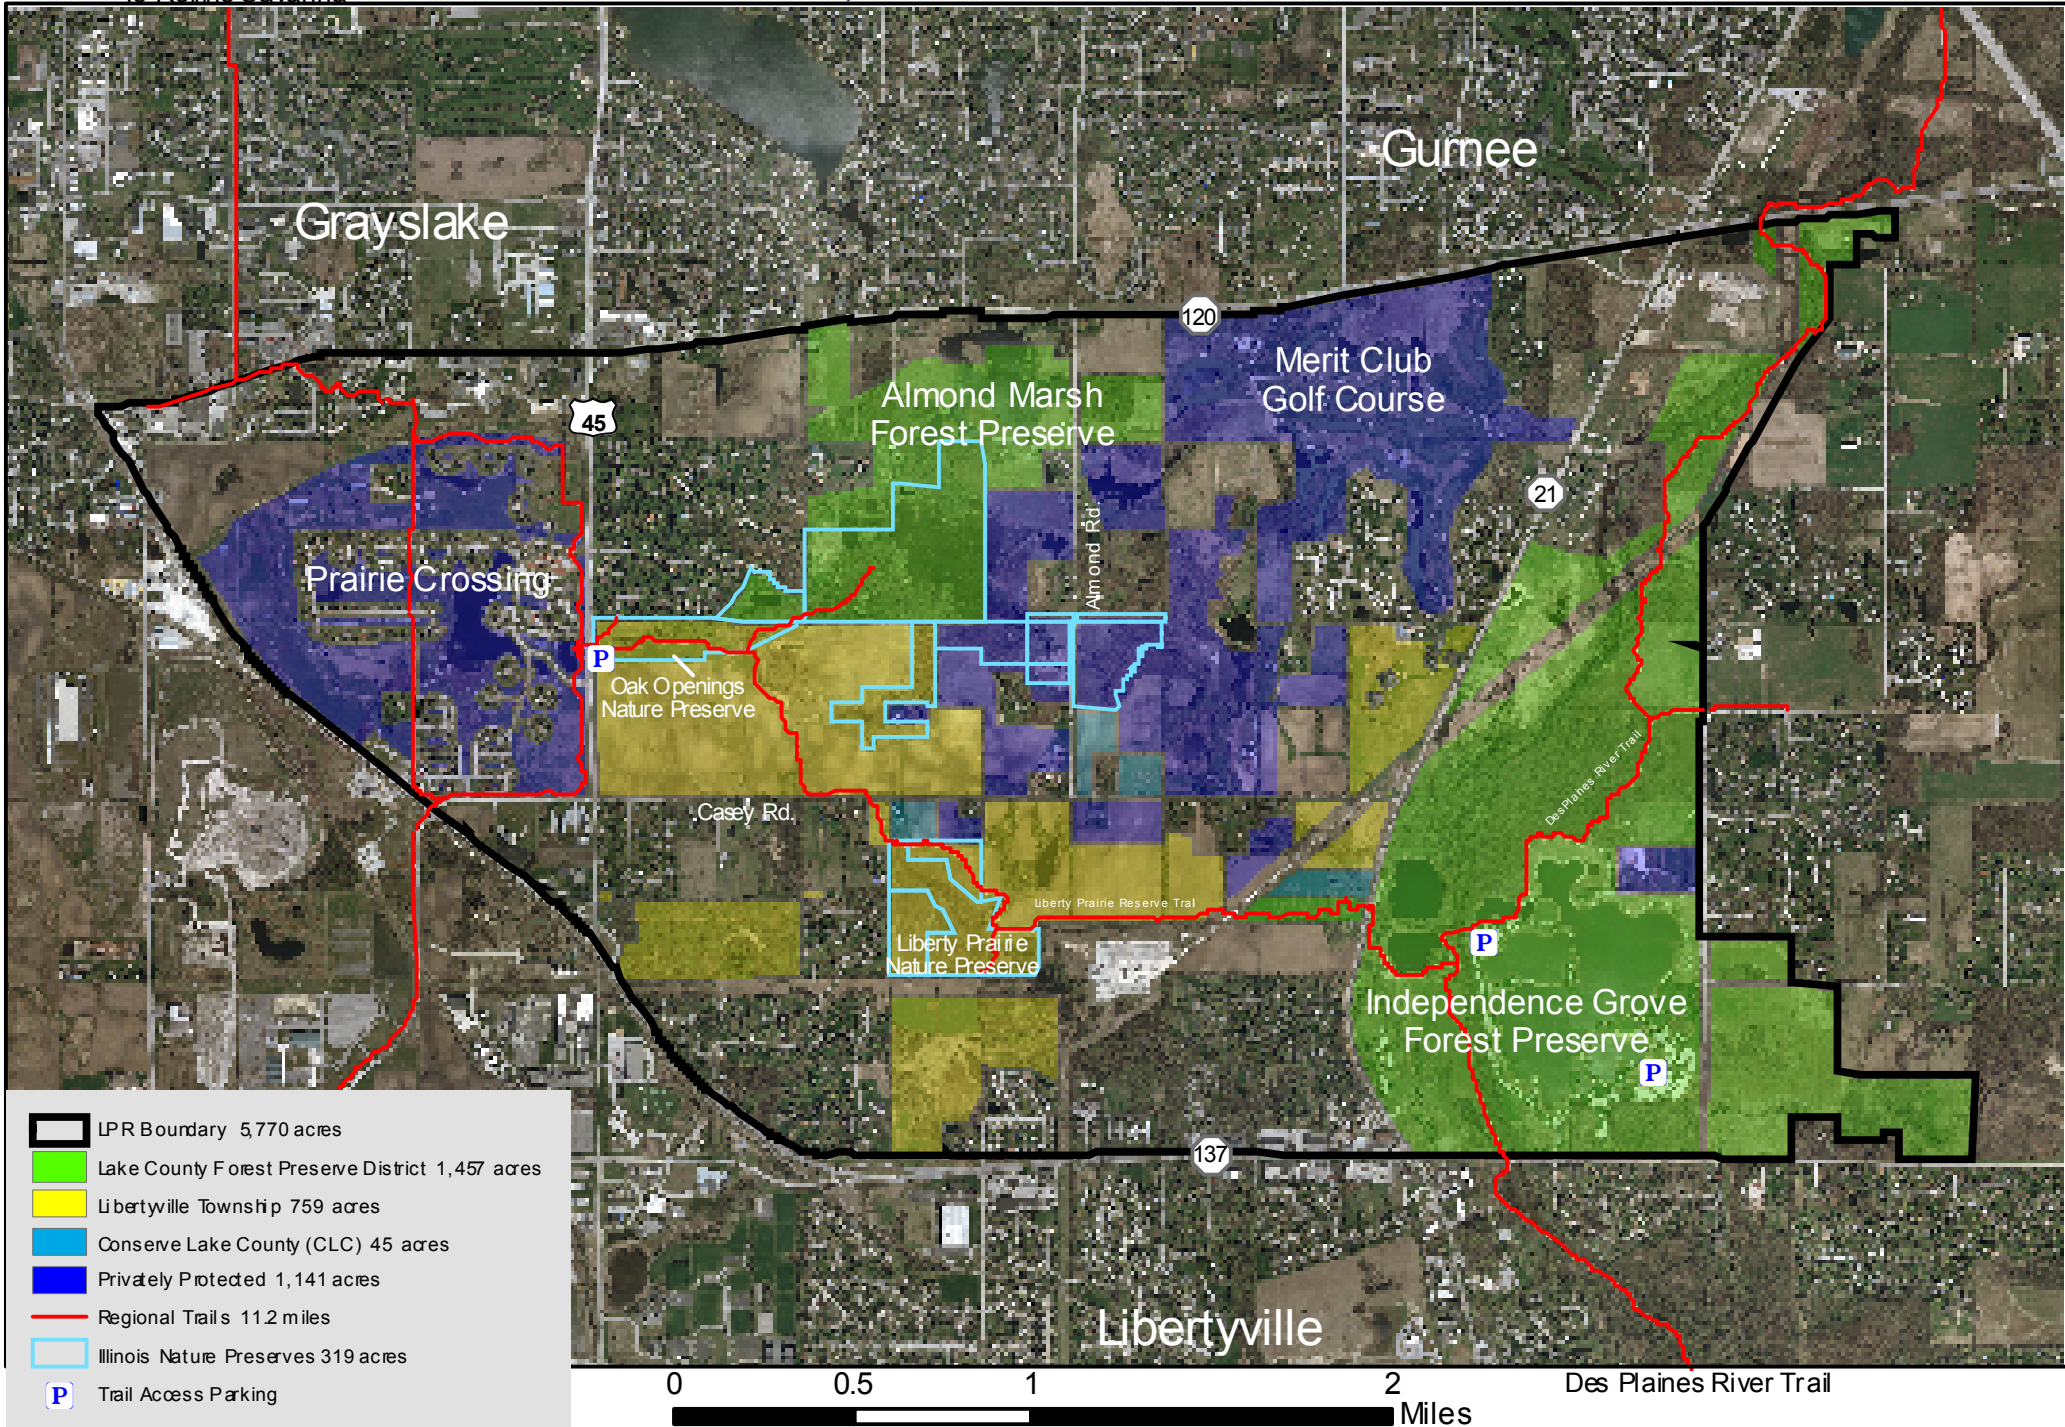 Gurnee
Grayslake
120
Merit Club
Golf Course
Almond Marsh
Forest Preserve
45
21
Almond Rd.
Prairie Crossing
P
Oak Openings
Nature Preserve
Des Plaines River Trail
Casey Rd.
Liberty Prairie Reserve Trail
Liberty Prairie
Nature Preserve
P
Independence Grove
Forest Preserve
P
137
LPR Boundary 5,770 acres
Lake County Forest Preserve District 1,457 acres
Libertyville Township 759 acres
Conserve Lake County (CLC) 45 acres
Privately Protected 1,141 acres
Regional Trails 11.2 miles
Illinois Nature Preserves 319 acres
P Trail Access Parking
Libertyville
0 0.5 1 2
Miles
Des Plaines River Trail